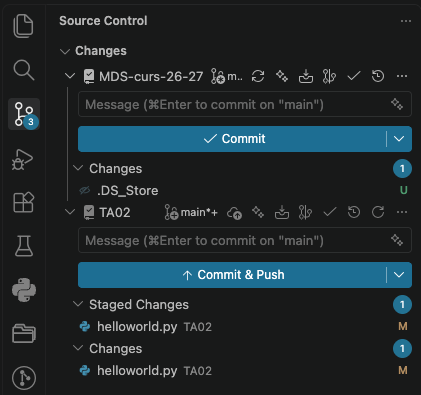 Source Control
Changes
MDS-curs-26-27 m..
Message (⌘Enter to commit on "main")
Commit
Changes 1
.DS_Store U
3
TA02 main*+
Message (⌘Enter to commit on "main")
Commit & Push
Staged Changes 1
helloworld.py TA02 M
Changes 1
helloworld.py TA02 M